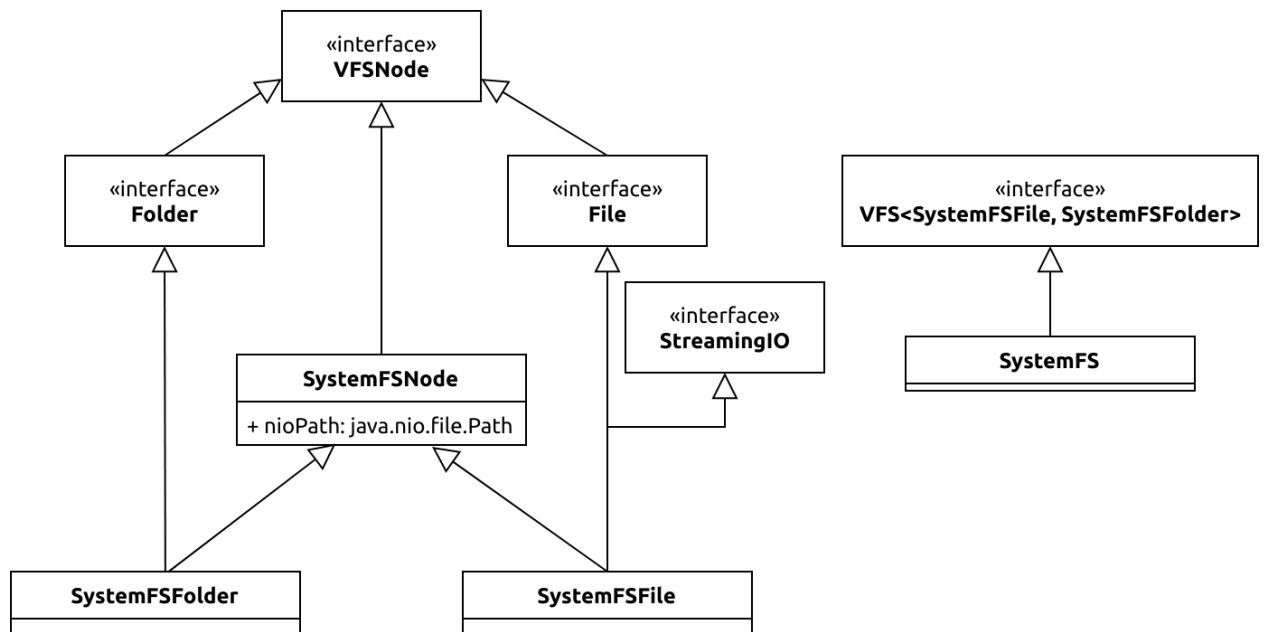 «interface»
VFSNode
«interface»
Folder
«interface»
File
«interface»
VFS<SystemFSFile, SystemFSFolder>
«interface»
StreamingIO
SystemFS
SystemFSNode
+ nioPath: java.nio.file.Path
SystemFSFolder
SystemFSFile